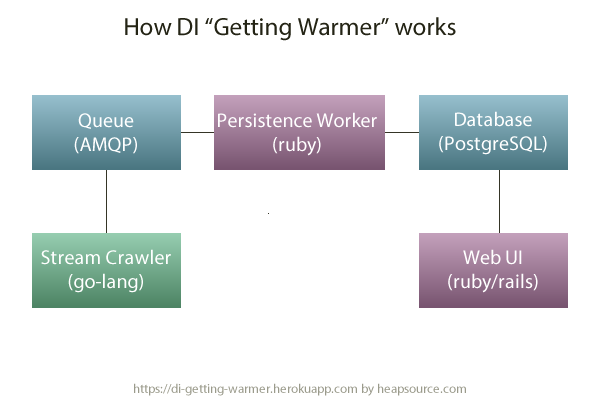 How DI “Getting Warmer” works
Queue
(AMQP)
Persistence Worker
(ruby)
Database
(PostgreSQL)
Stream Crawler
(go-lang)
Web UI
(ruby/rails)
https://di-getting-warmer.herokuapp.com by heapsource.com